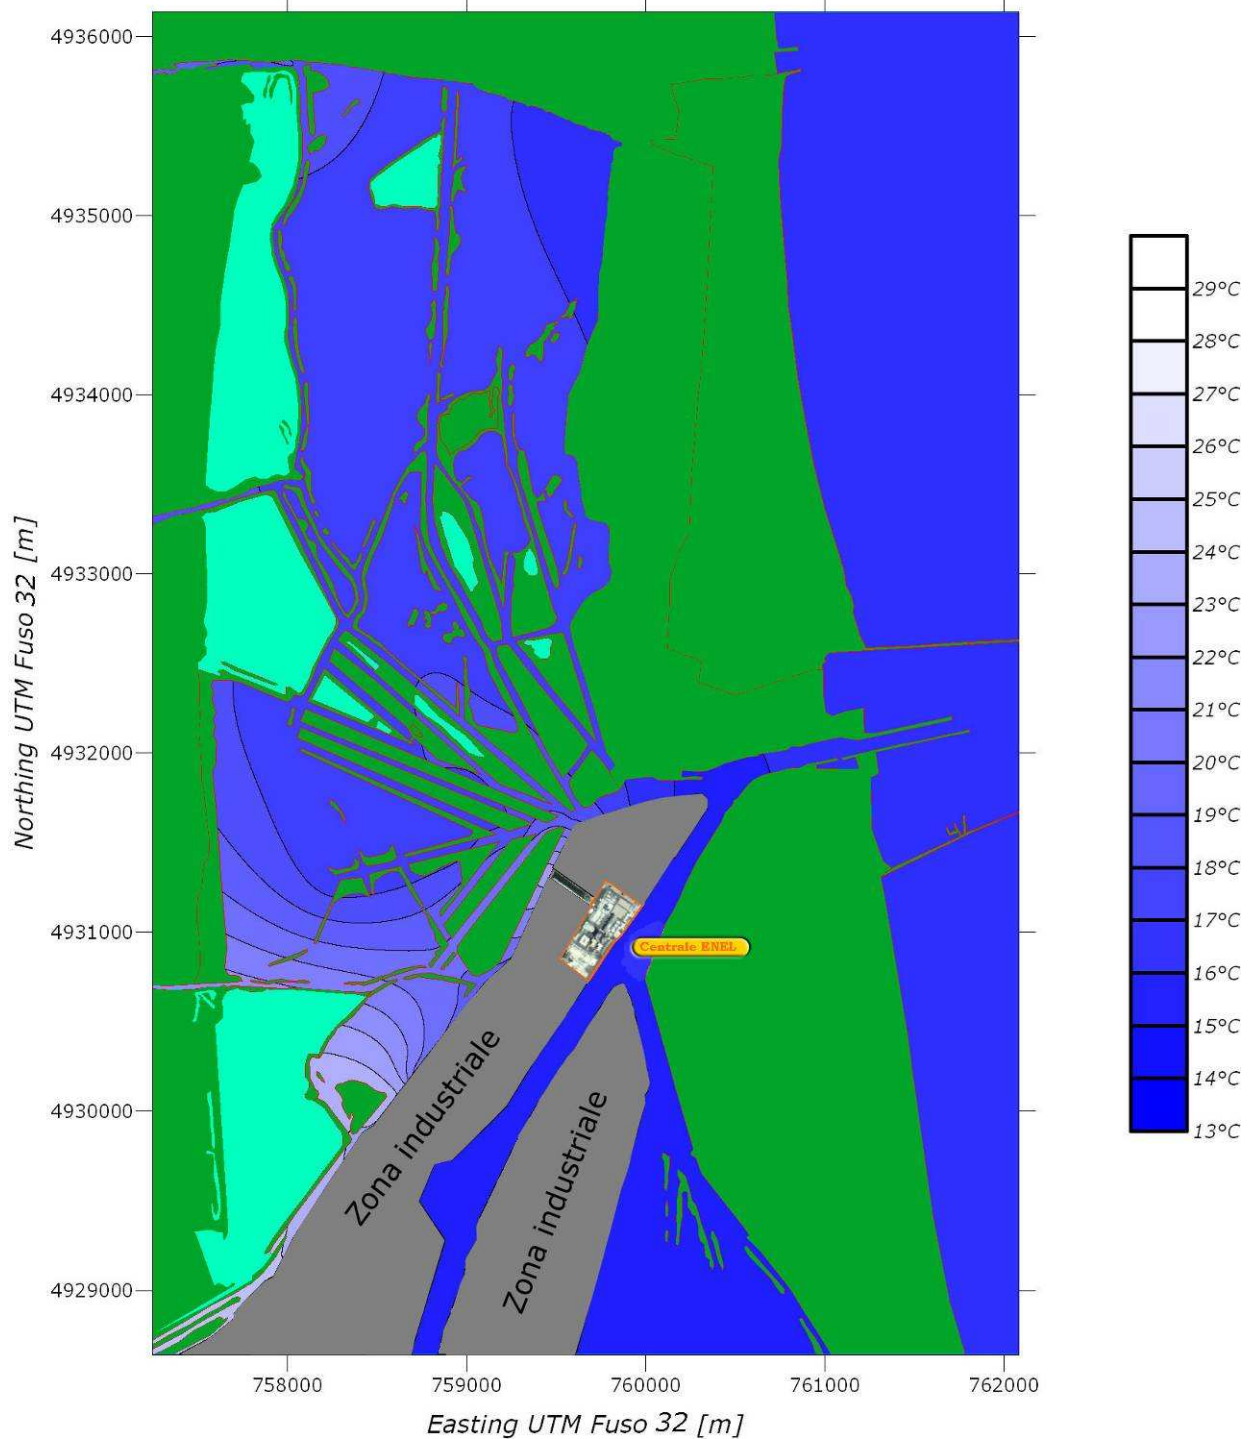 4936000
4935000
4934000
4933000
4932000
4931000
4930000
4929000
Northing UTM Fuso 32 [m]
758000
759000
760000
761000
762000
Easting UTM Fuso 32 [m]
Centrale ENEL
Zona industriale
Zona industriale
29°C
28°C
27°C
26°C
25°C
24°C
23°C
22°C
21°C
20°C
19°C
18°C
17°C
16°C
15°C
14°C
13°C